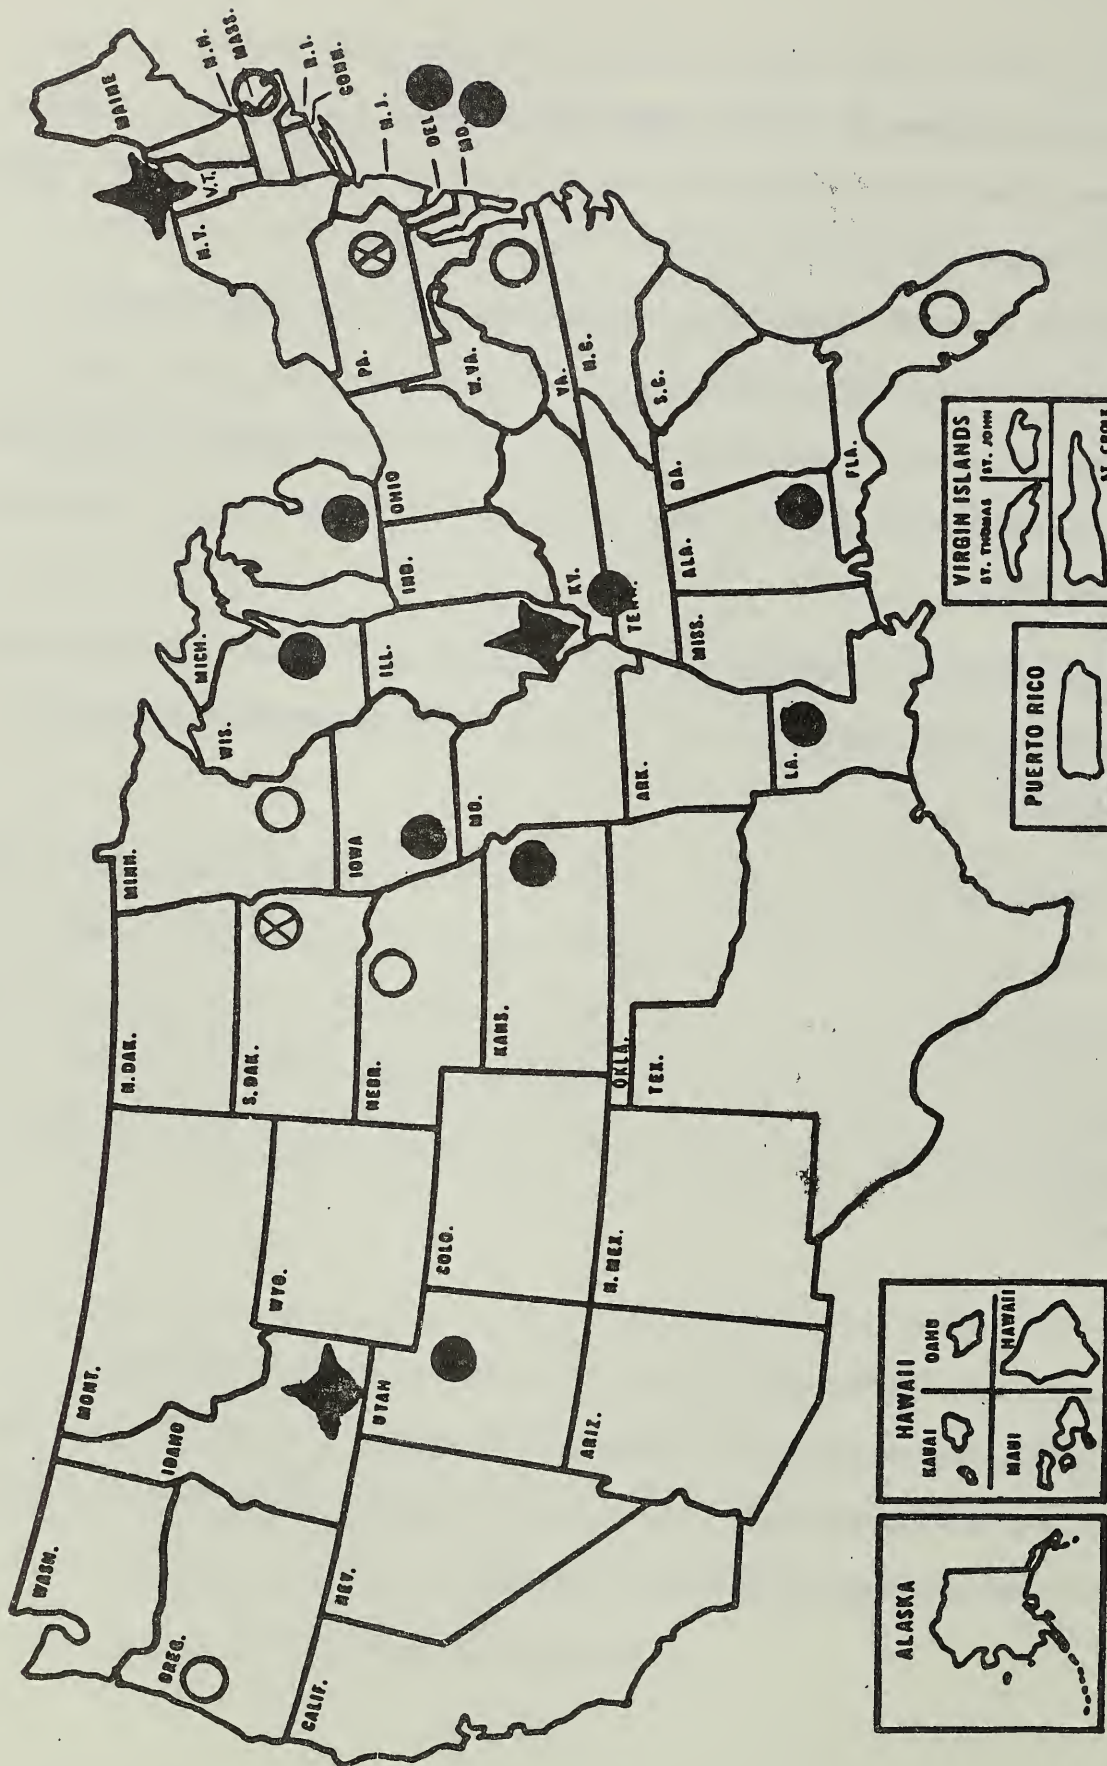 WASH.
OREG.
CALIF.
NEV.
IDAHO
MONT.
WYO.
UTAH
ARIZ.
COLO.
N.MEX.
N.DAK.
S.DAK.
NEBR.
KANS.
OKLA.
TEX.
MINN.
IOWA
MO.
ARK.
LA.
WIS.
MICH.
ILL.
IND.
OHIO
KY.
TENN.
MISS.
ALA.
GA.
FLA.
S.C.
N.C.
VA.
W.VA.
PA.
N.Y.
V.T.
MAINE
N.H.
MASS.
R.I.
CONN.
N.J.
DEL
MD
ALASKA
HAWAII
KAUAI
OAHU
MAUI
HAWAII
PUERTO RICO
VIRGIN ISLANDS
ST. THOMAS
ST. JOHN
ST. CROIX